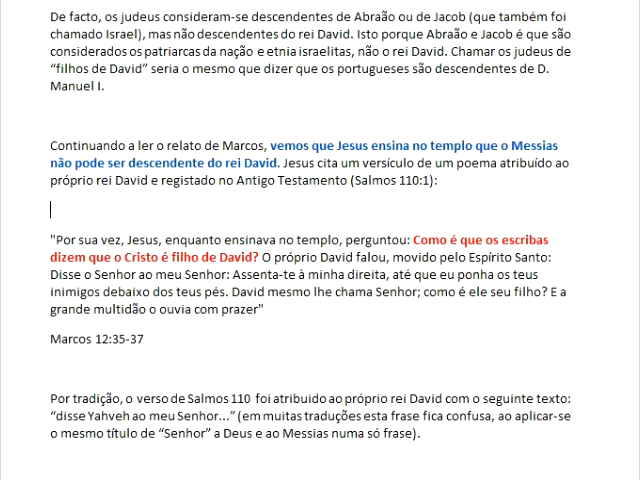 De facto, os judeus consideram-se descendentes de Abraão ou de Jacob (que também foi
chamado Israel), mas não descendentes do rei David. Isto porque Abraão e Jacob é que são
considerados os patriarcas da nação e etnia israelitas, não o rei David. Chamar os judeus de
“filhos de David” seria o mesmo que dizer que os portugueses são descendentes de D.
Manuel I.
Continuando a ler o relato de Marcos, vemos que Jesus ensina no templo que o Messias
não pode ser descendente do rei David. Jesus cita um versículo de um poema atribuído ao
próprio rei David e registado no Antigo Testamento (Salmos 110:1):
"Por sua vez, Jesus, enquanto ensinava no templo, perguntou: Como é que os escribas
dizem que o Cristo é filho de David? O próprio David falou, movido pelo Espírito Santo:
Disse o Senhor ao meu Senhor: Assenta-te à minha direita, até que eu ponha os teus
inimigos debaixo dos teus pés. David mesmo lhe chama Senhor; como é ele seu filho? E a
grande multidão o ouvia com prazer"
Marcos 12:35-37
Por tradição, o verso de Salmos 110 foi atribuido ao próprio rei David com o seguinte texto:
“disse Yahveh ao meu Senhor...” (em muitas traduções esta frase fica confusa, ao aplicar-se
o mesmo título de “Senhor” a Deus e ao Messias numa só frase).